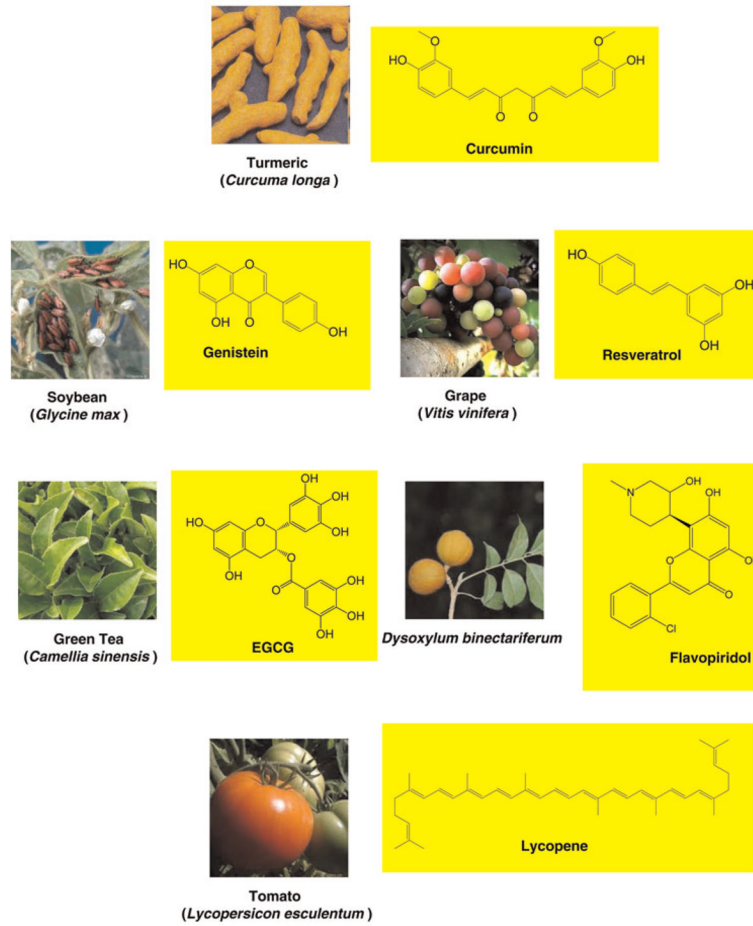 Curcumin
Turmeric
(Curcuma longa)
Genistein
Soybean
(Glycine max)
Resveratrol
Grape
(Vitis vinifera)
EGCG
Green Tea
(Camellia sinensis)
Dysoxylum binectariferum
Flavopiridol
Lycopene
Tomato
(Lycopersicon esculentum)
HO
O
O
OH
O
O
HO
O
OH
O
OH
HO
OH
OH
HO
O
OH
OH
OH
OH
O
O
OH
OH
OH
N
OH
OH
O
O
Cl